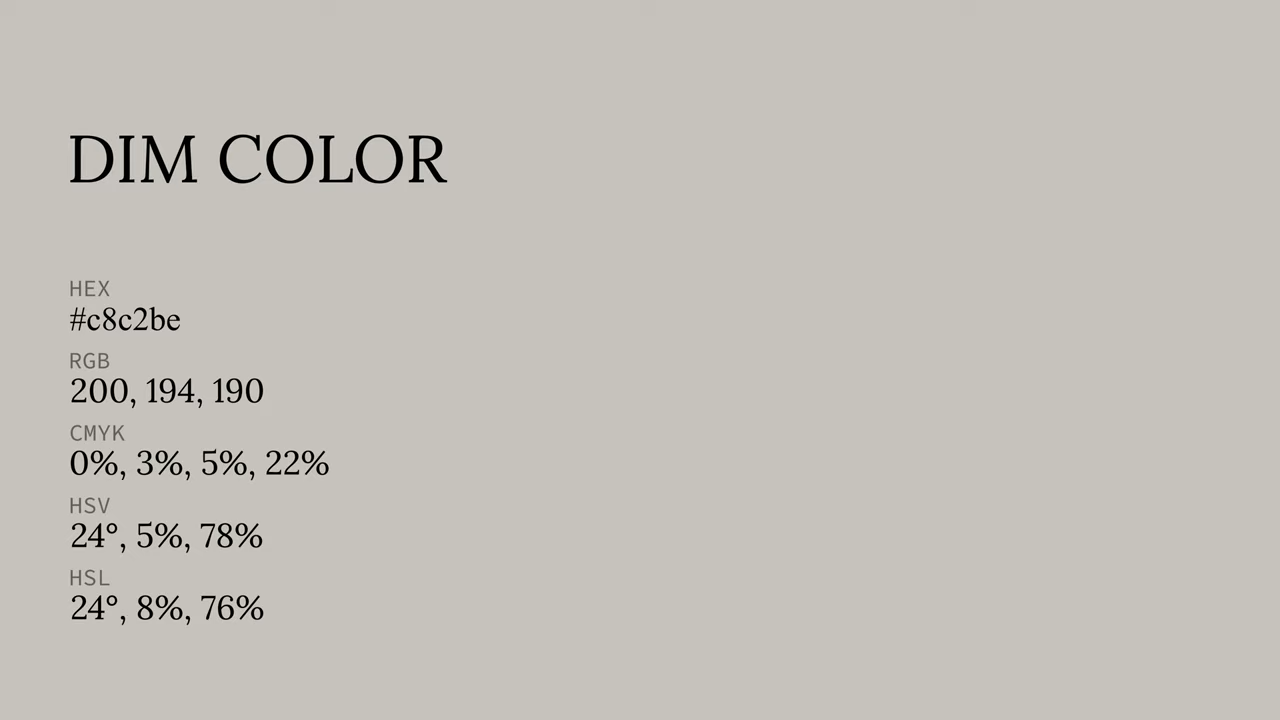 DIM COLOR
HEX
#c8c2be
RGB
200, 194, 190
CMYK
0%, 3%, 5%, 22%
HSV
24°, 5%, 78%
HSL
24°, 8%, 76%